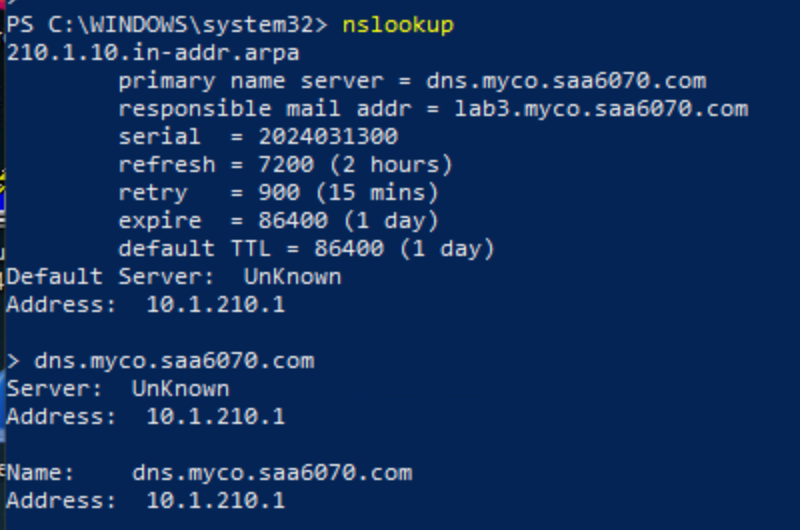 PS C:\WINDOWS\system32> nslookup
210.1.10.in-addr.arpa
primary name server = dns.myco.saa6070.com
responsible mail addr = lab3.myco.saa6070.com
serial  = 2024031300
refresh = 7200 (2 hours)
retry   = 900 (15 mins)
expire  = 86400 (1 day)
default TTL = 86400 (1 day)
Default Server:  UnKnown
Address:  10.1.210.1
> dns.myco.saa6070.com
Server:  UnKnown
Address:  10.1.210.1
Name:    dns.myco.saa6070.com
Address:  10.1.210.1